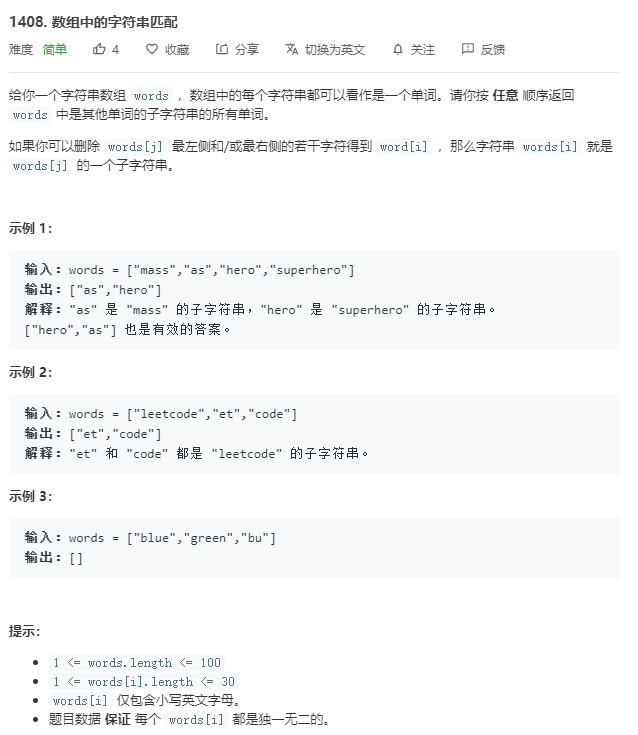 1408. 数组中的字符串匹配
难度 简单 4 收藏 分享 切换为英文 关注 反馈
给你一个字符串数组 words ，数组中的每个字符串都可以看作是一个单词。请你按 任意 顺序返回
words 中是其他单词的子字符串的所有单词。
如果你可以删除 words[j] 最左侧和/或最右侧的若干字符得到 word[i] ，那么字符串 words[i] 就是
words[j] 的一个子字符串。
示例 1：
输入：words = ["mass","as","hero","superhero"]
输出：["as","hero"]
解释："as" 是 "mass" 的子字符串，"hero" 是 "superhero" 的子字符串。
["hero","as"] 也是有效的答案。
示例 2：
输入：words = ["leetcode","et","code"]
输出：["et","code"]
解释："et" 和 "code" 都是 "leetcode" 的子字符串。
示例 3：
输入：words = ["blue","green","bu"]
输出：[]
提示：
1 <= words.length <= 100
1 <= words[i].length <= 30
words[i] 仅包含小写英文字母。
题目数据 保证 每个 words[i] 都是独一无二的。